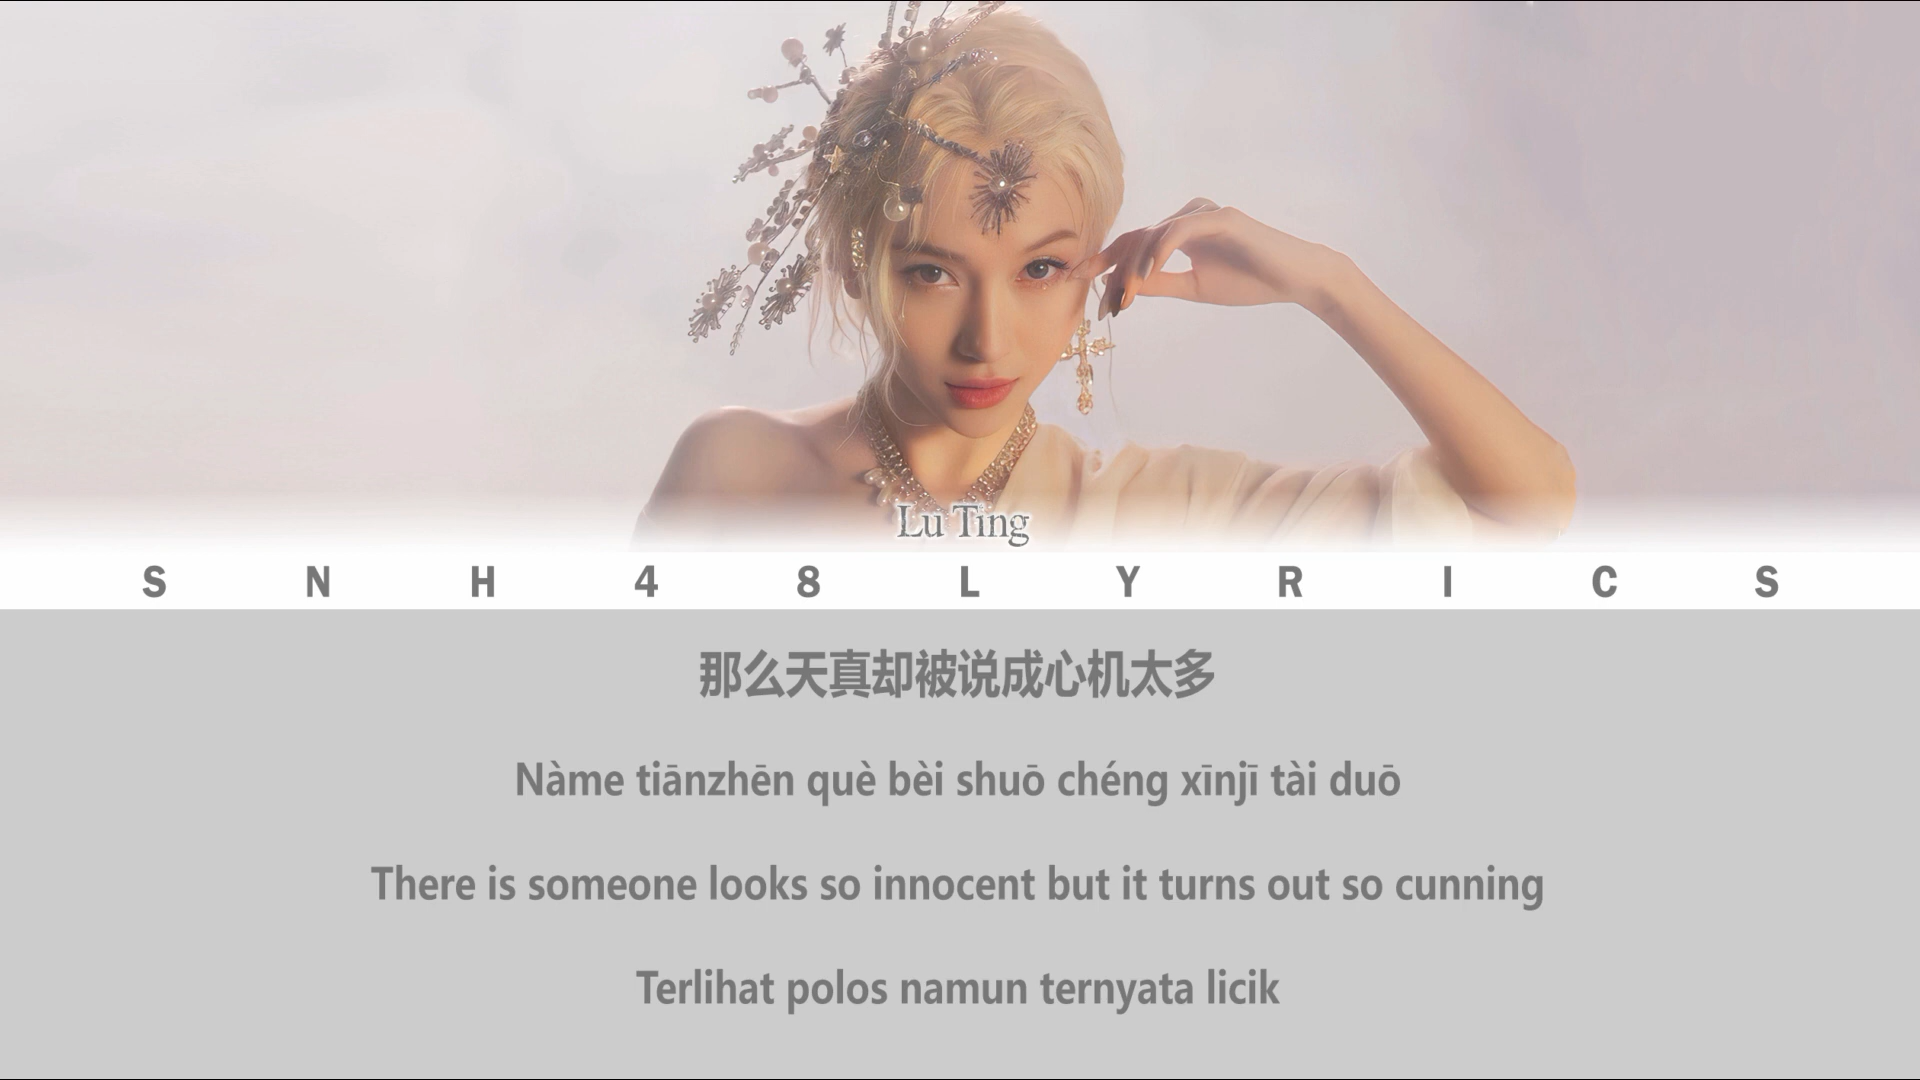 Lu Ting
SNH48LYRICS
那么天真却被说成心机太多
Nàme tiānzhēn què bèi shuō chéng xīnjī tài duō
There is someone looks so innocent but it turns out so cunning
Terlihat polos namun ternyata licik